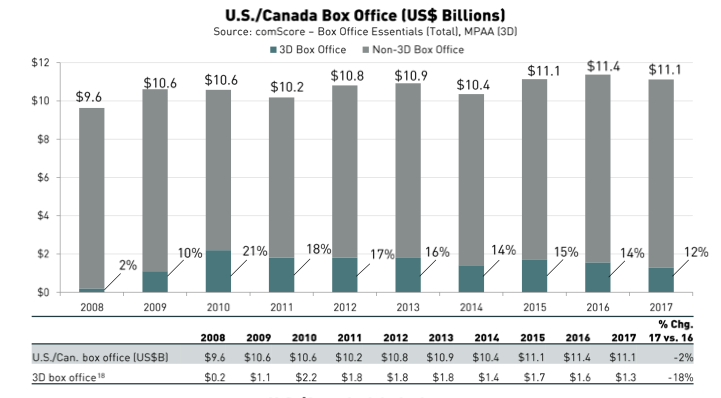 U.S./Canada Box Office (US$ Billions)
Source: comScore – Box Office Essentials (Total), MPAA (3D)
3D Box Office Non-3D Box Office
$12
$10
$8
$6
$4
$2
$0
$9.6 $10.6 $10.6 $10.2 $10.8 $10.9 $10.4 $11.1 $11.4 $11.1
2% 10% 21% 18% 17% 16% 14% 15% 14% 12%
2008 2009 2010 2011 2012 2013 2014 2015 2016 2017
% Chg.
2008 2009 2010 2011 2012 2013 2014 2015 2016 2017 17 vs. 16
U.S./Can. box office (US$B) $9.6 $10.6 $10.6 $10.2 $10.8 $10.9 $10.4 $11.1 $11.4 $11.1 -2%
3D box office18 $0.2 $1.1 $2.2 $1.8 $1.8 $1.8 $1.4 $1.7 $1.6 $1.3 -18%